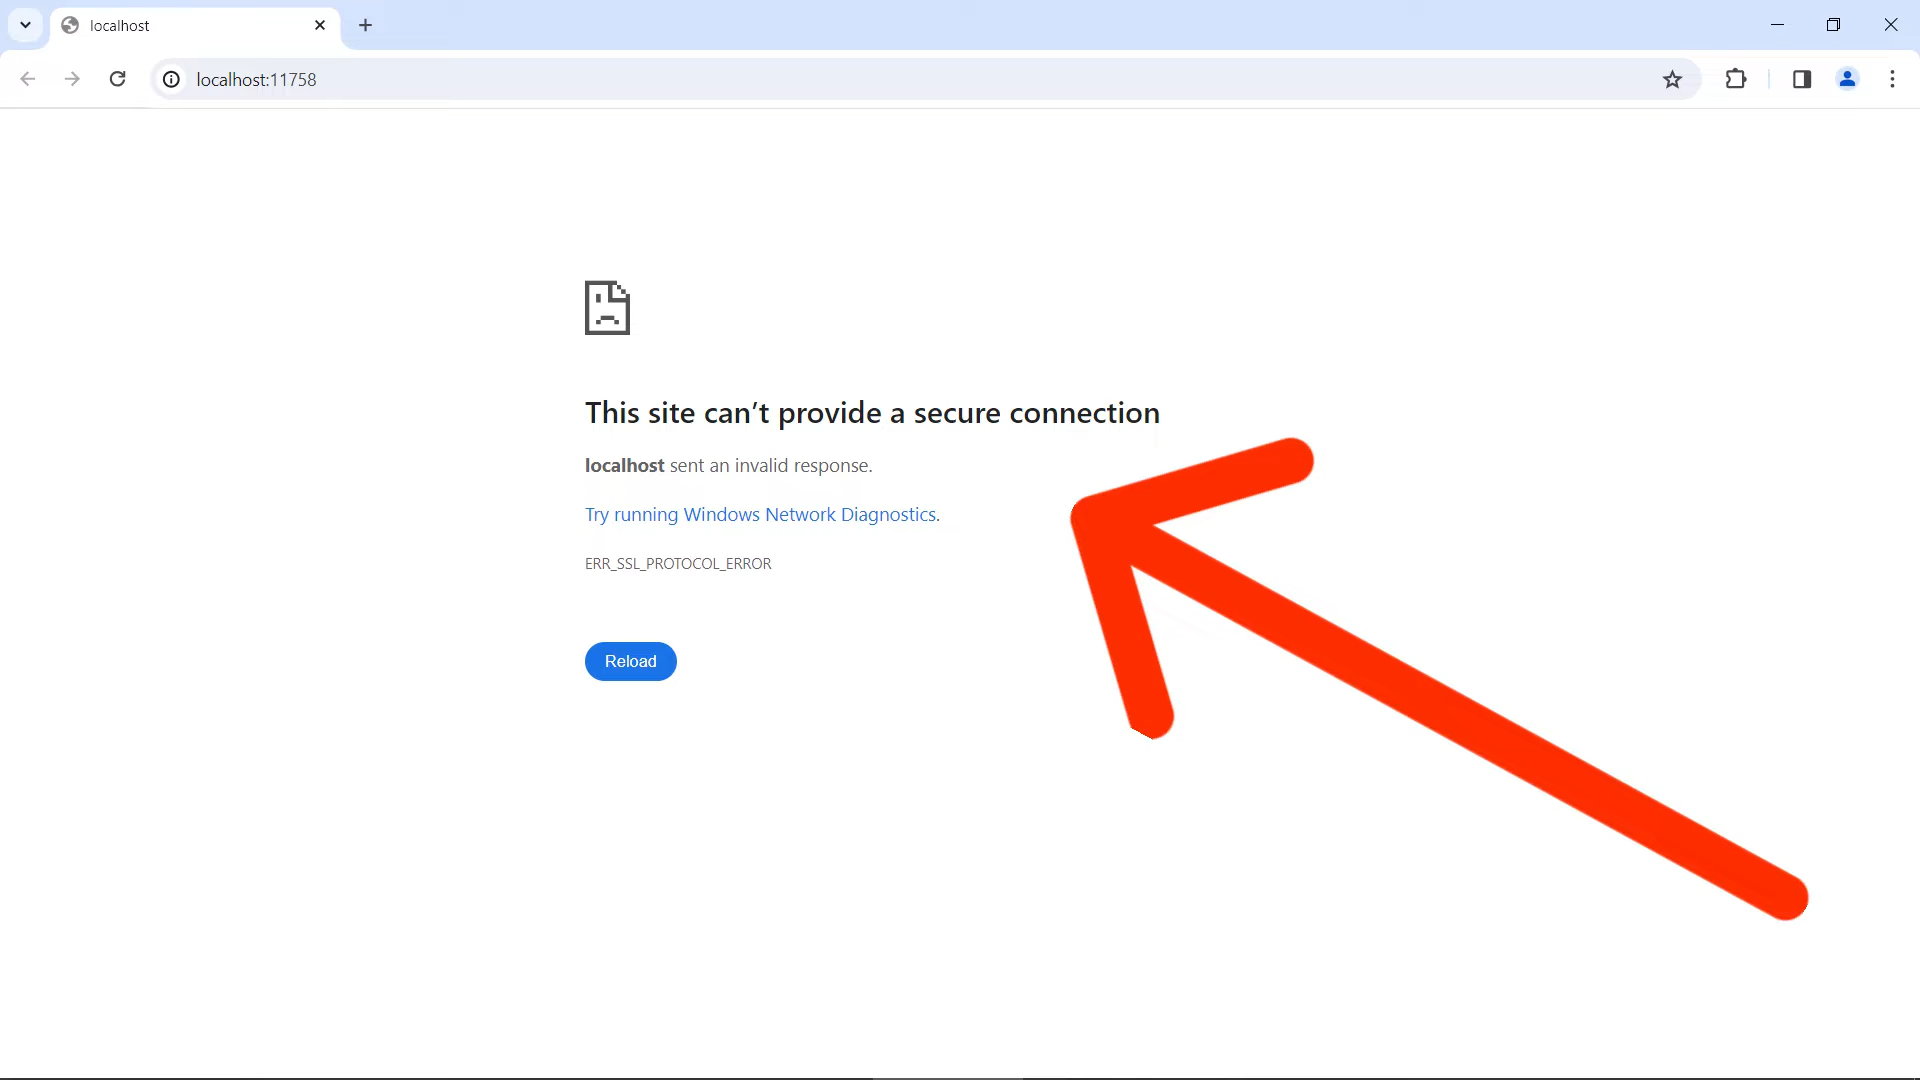 localhost
localhost:11758
This site can’t provide a secure connection
localhost sent an invalid response.
Try running Windows Network Diagnostics.
ERR_SSL_PROTOCOL_ERROR
Reload